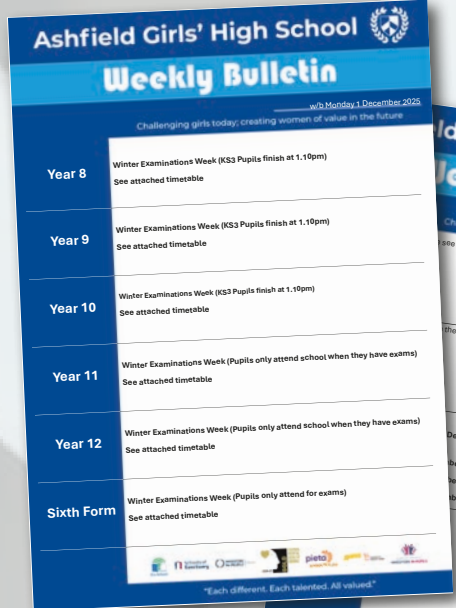 Ashfield Girls' High School
Weekly Bulletin
w/b Monday 1 December 2025
Challenging girls today; creating women of value in the future
Year 8
Winter Examinations Week (KS3 Pupils finish at 1.10pm)
See attached timetable
Year 9
Winter Examinations Week (KS3 Pupils finish at 1.10pm)
See attached timetable
Year 10
Winter Examinations Week (KS3 Pupils finish at 1.10pm)
See attached timetable
Year 11
Winter Examinations Week (Pupils only attend school when they have exams)
See attached timetable
Year 12
Winter Examinations Week (Pupils only attend school when they have exams)
See attached timetable
Sixth Form
Winter Examinations Week (Pupils only attend for exams)
See attached timetable
pieta
"Each different. Each talented. All valued."